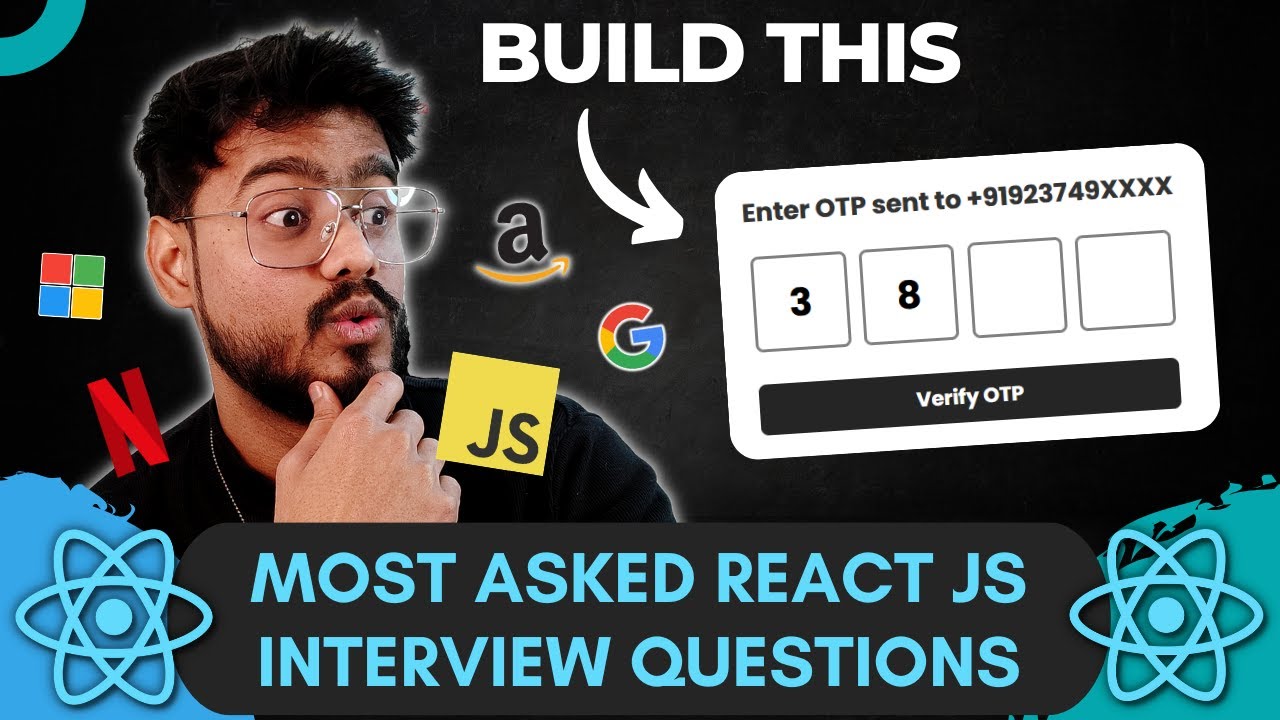 BUILD THIS
Enter OTP sent to +91923749XXXX
3 8
Verify OTP
a
G
N
JS
MOST ASKED REACT JS
INTERVIEW QUESTIONS